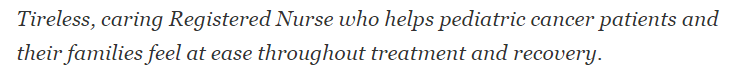 Tireless, caring Registered Nurse who helps pediatric cancer patients and
their families feel at ease throughout treatment and recovery.